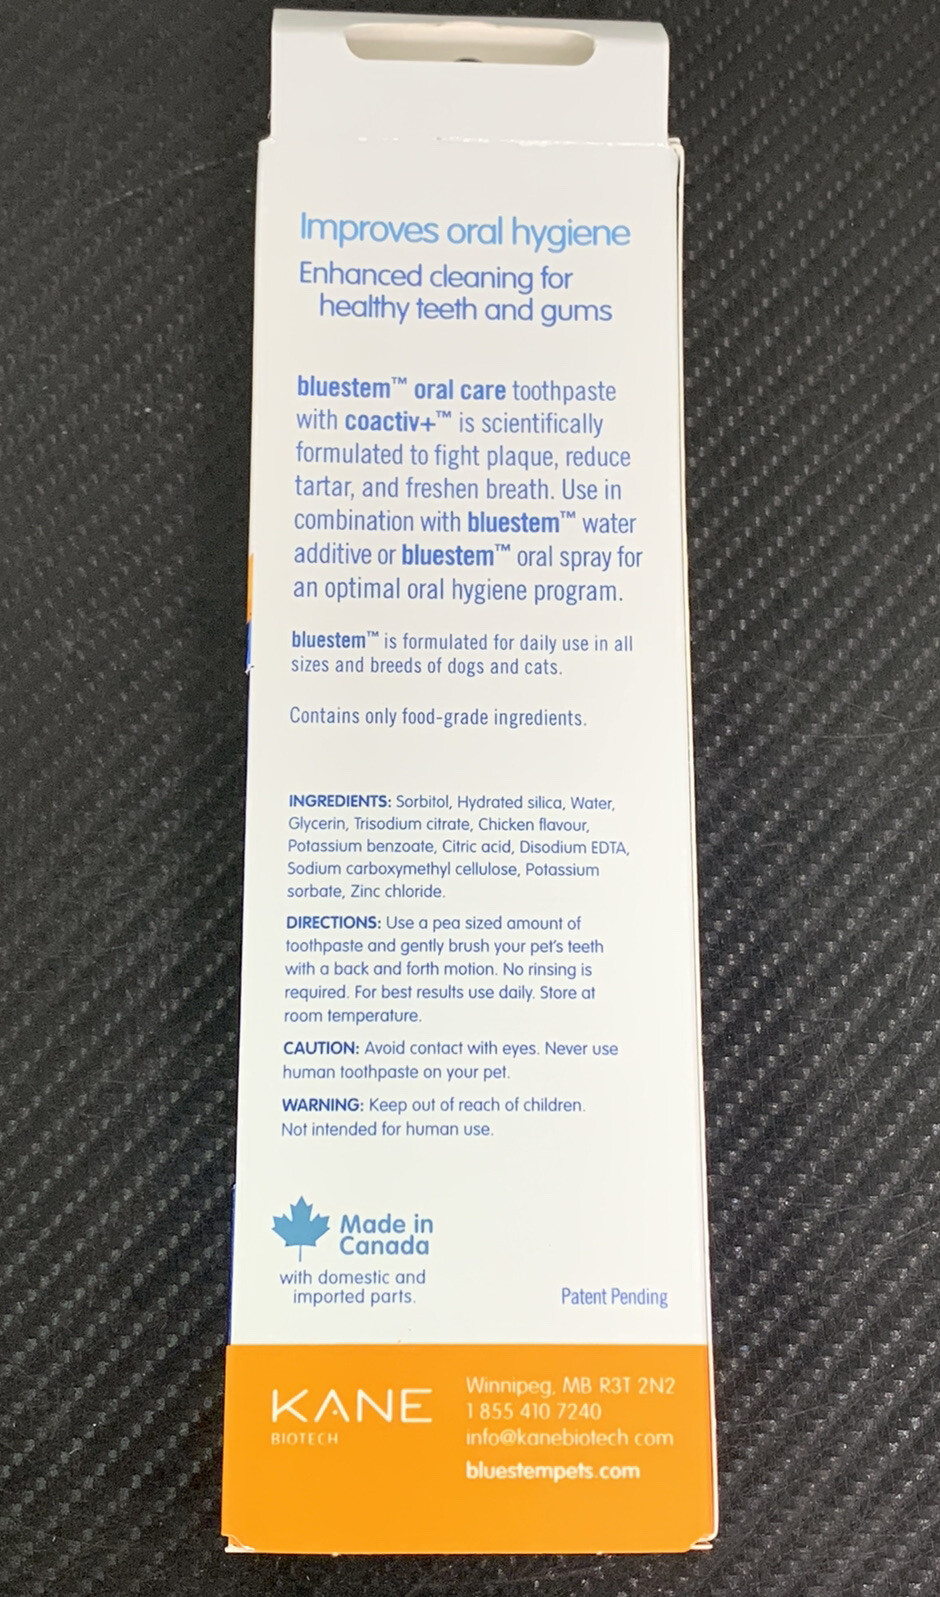 Improves oral hygiene
Enhanced cleaning for
healthy teeth and gums
bluestem™ oral care toothpaste
with coactiv+™ is scientifically
formulated to fight plaque, reduce
tartar, and freshen breath. Use in
combination with bluestem™ water
additive or bluestem™ oral spray for
an optimal oral hygiene program.
bluestem™ is formulated for daily use in all
sizes and breeds of dogs and cats.
Contains only food-grade ingredients.
INGREDIENTS: Sorbitol, Hydrated silica, Water,
Glycerin, Trisodium citrate, Chicken flavour,
Potassium benzoate, Citric acid, Disodium EDTA,
Sodium carboxymethyl cellulose, Potassium
sorbate, Zinc chloride.
DIRECTIONS: Use a pea sized amount of
toothpaste and gently brush your pet's teeth
with a back and forth motion. No rinsing is
required. For best results use daily. Store at
room temperature.
CAUTION: Avoid contact with eyes. Never use
human toothpaste on your pet.
WARNING: Keep out of reach of children.
Not intended for human use.
Made in
Canada
with domestic and
imported parts.
Patent Pending
KANE
BIOTECH
Winnipeg, MB R3T 2N2
1 855 410 7240
info@kanebiotech.com
bluestempets.com